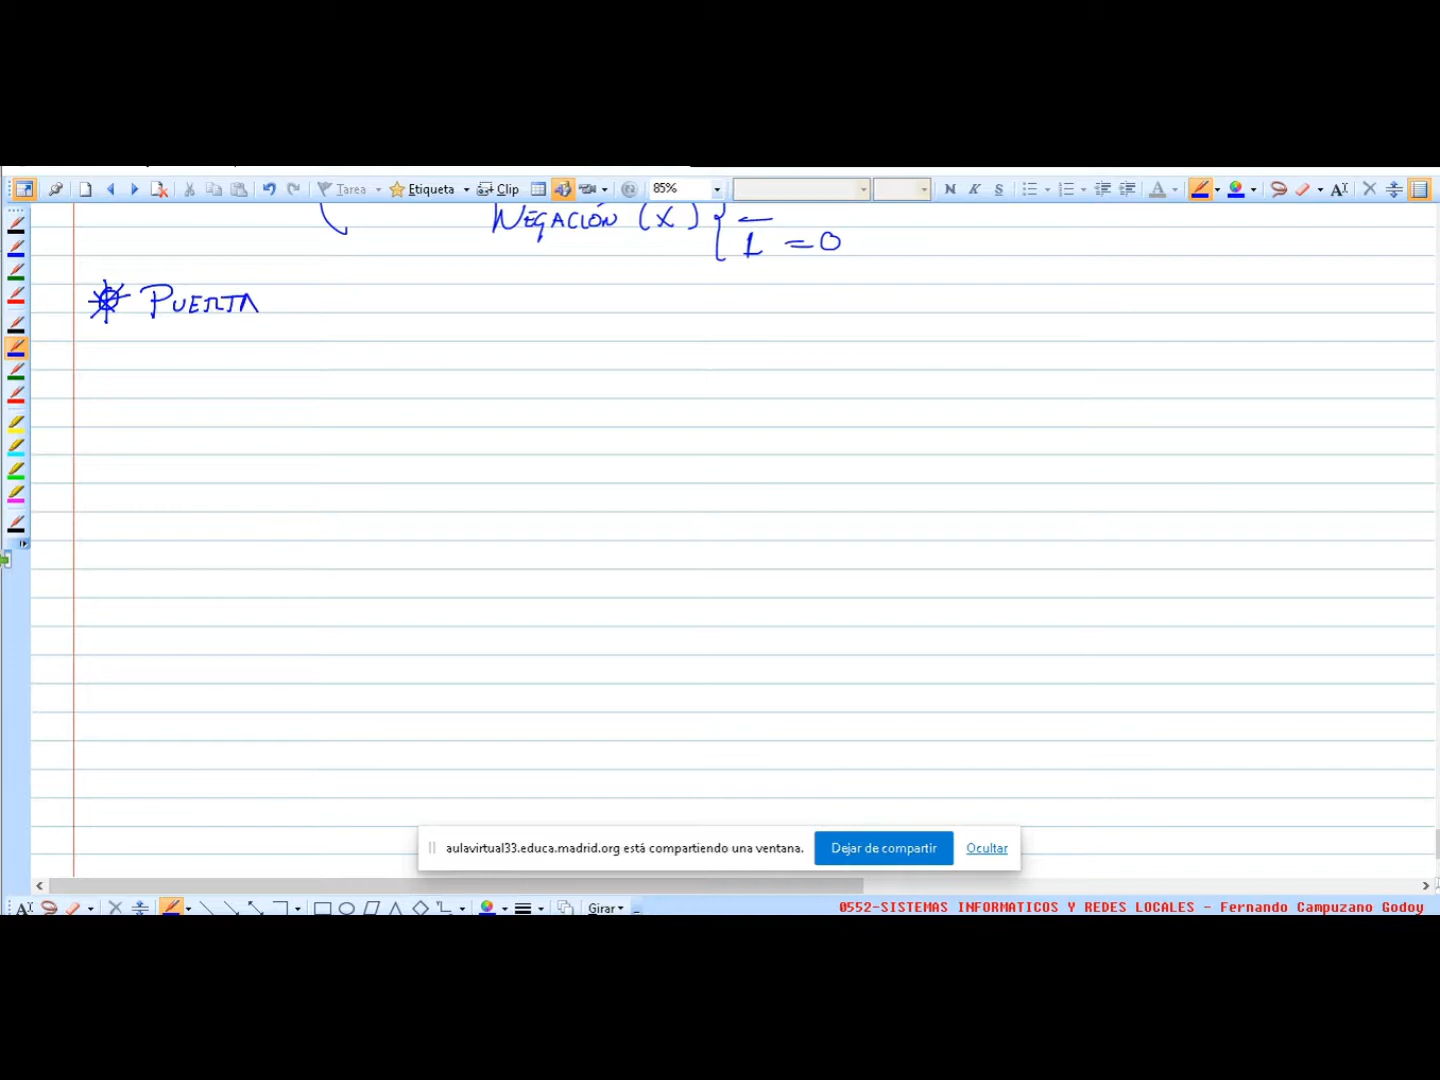 Tarea Etiqueta Clip 85% N K S A A
NEGACIÓN (X) {
1 = 0
PUERTA
aulavirtual33.educa.madrid.org está compartiendo una ventana. Dejar de compartir Ocultar
A Girar 0552-SISTEMAS INFORMATICOS Y REDES LOCALES - Fernando Campuzano Godoy